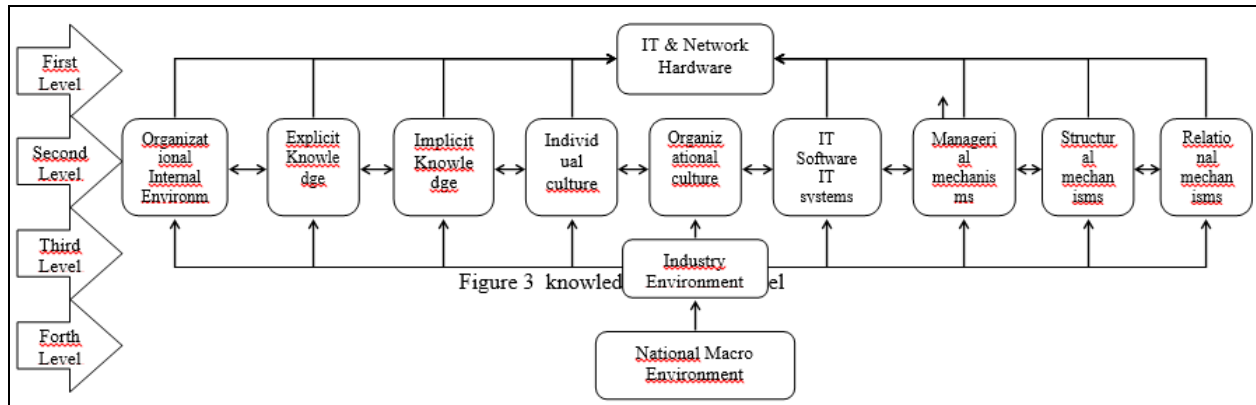 IT & Network
Hardware
First
Level
Second
Level
Organizat
ional
Internal
Environm
Explicit
Knowle
dge
Implicit
Knowle
dge
Individ
ual
culture
Organiz
ational
culture
IT
Software
IT
systems
Manageri
al
mechanis
ms
Structur
al
mechan
isms
Relatio
nal
mechan
isms
Third
Level
Industry
Environment
Figure 3 knowled el
Forth
Level
National Macro
Environment